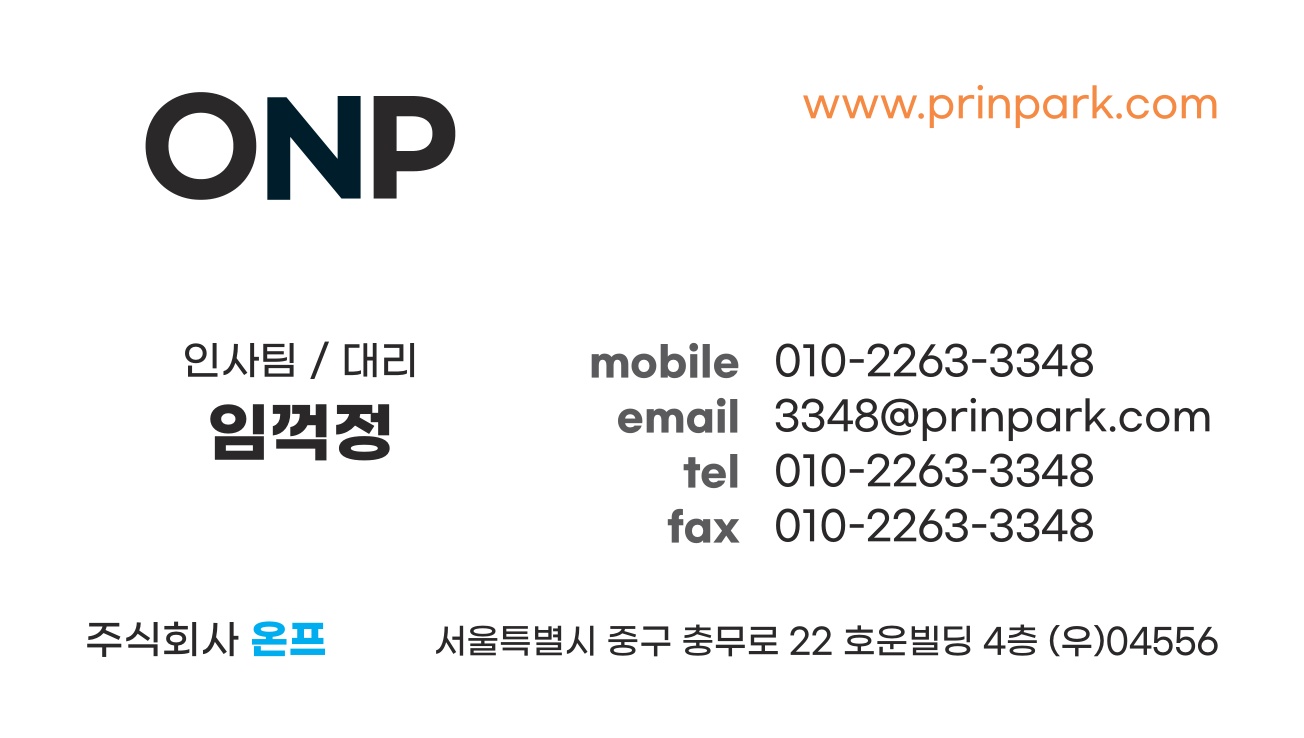 ONP
www.prinpark.com
인사팀 / 대리
임꺽정
mobile 010-2263-3348
email 3348@prinpark.com
tel 010-2263-3348
fax 010-2263-3348
주식회사 온프
서울특별시 중구 충무로 22 호운빌딩 4층 (우)04556